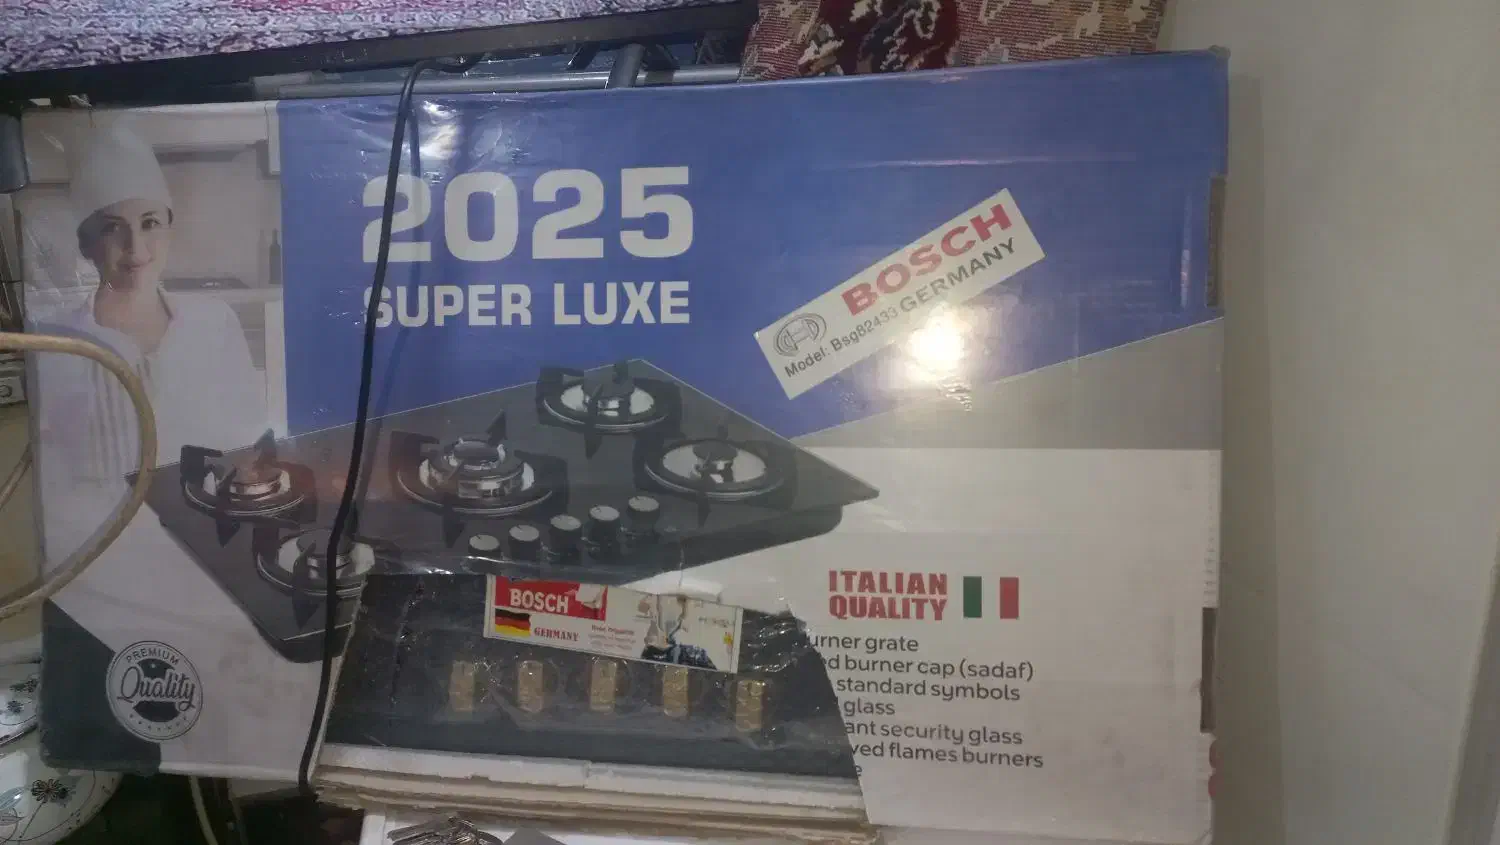 2025
SUPER LUXE
BOSCH
Model: Bsg82433 GERMANY
BOSCH
GERMANY
ITALIAN
QUALITY
urner grate
ed burner cap (sadaf)
standard symbols
glass
ant security glass
ved flames burners
e
PREMIUM
Quality